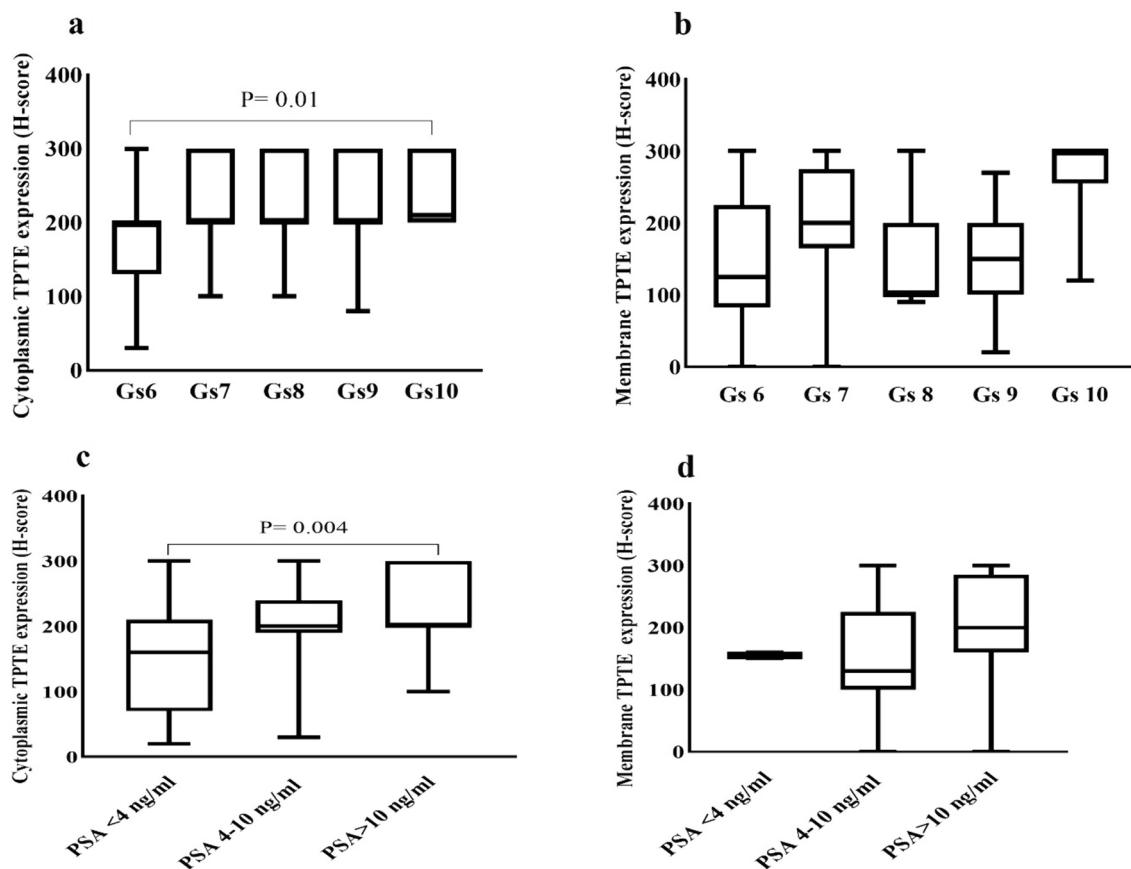 a
Cytoplasmic TPTE expression (H-score)
400
300
200
100
0
P= 0.01
Gs6 Gs7 Gs8 Gs9 Gs10
b
Membrane TPTE expression (H-score)
400
300
200
100
0
Gs 6 Gs 7 Gs 8 Gs 9 Gs 10
c
Cytoplasmic TPTE expression (H-score)
400
300
200
100
0
P= 0.004
PSA <4 ng/ml
PSA 4-10 ng/ml
PSA>10 ng/ml
d
Membrane TPTE expression (H-score)
400
300
200
100
0
PSA <4 ng/ml
PSA 4-10 ng/ml
PSA>10 ng/ml